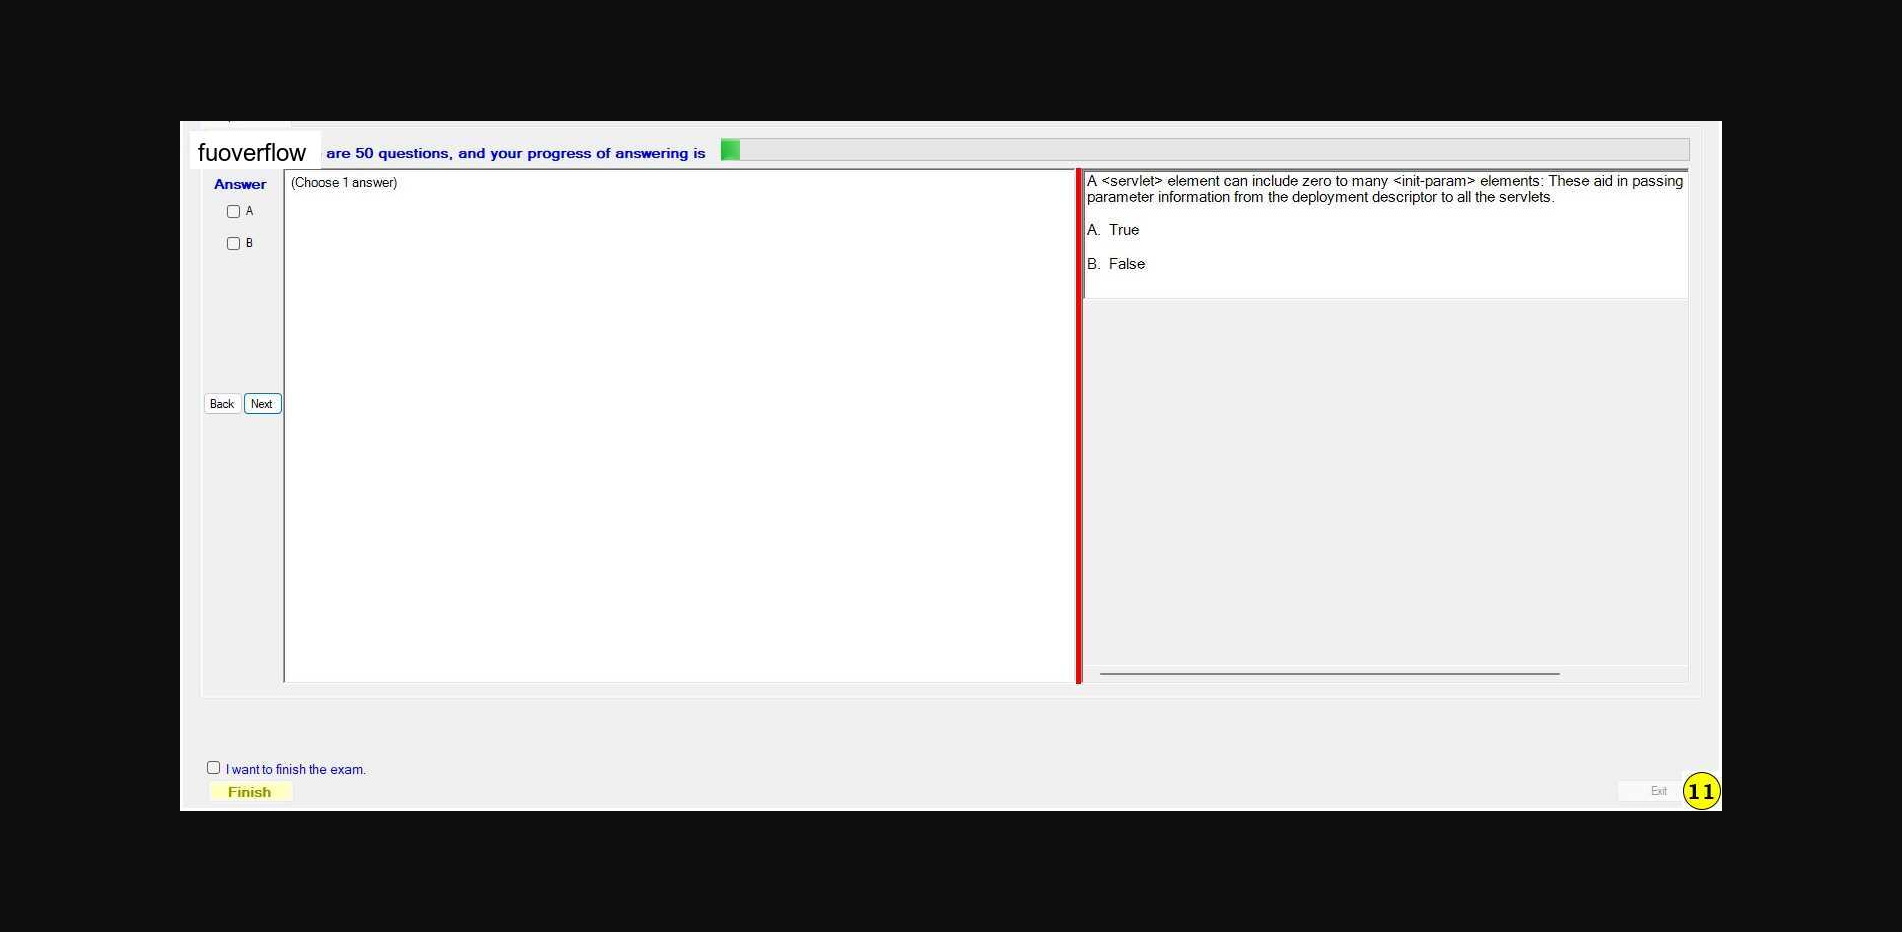 fuoverflow are 50 questions, and your progress of answering is
Answer
(Choose 1 answer)
A
B
Back Next
A <servlet> element can include zero to many <init-param> elements: These aid in passing
parameter information from the deployment descriptor to all the servlets.
A. True
B. False
I want to finish the exam.
Finish
Exit
11